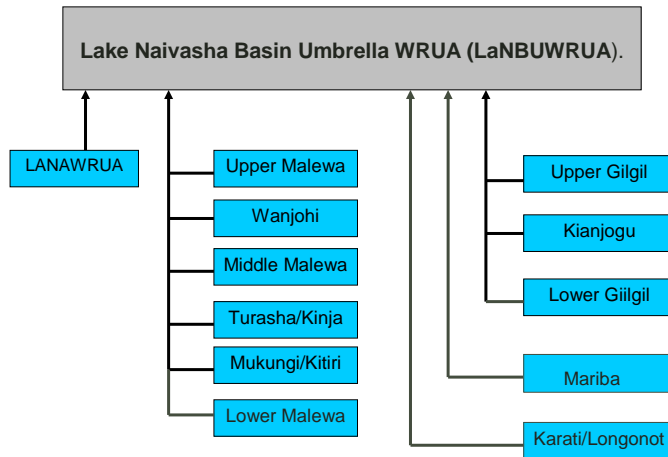 Lake Naivasha Basin Umbrella WRUA (LaNBUWRUA).
LANAWRUA
Upper Malewa
Wanjohi
Middle Malewa
Turasha/Kinja
Mukungi/Kitiri
Lower Malewa
Upper Gilgil
Kianjogu
Lower Giilgil
Mariba
Karati/Longonot